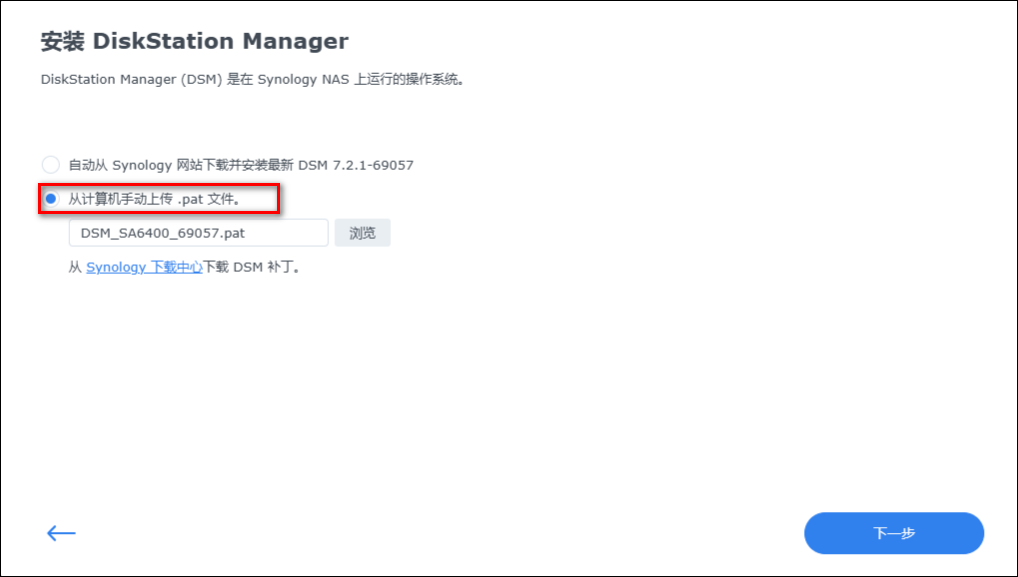 安装 DiskStation Manager
DiskStation Manager (DSM) 是在 Synology NAS 上运行的操作系统。
自动从 Synology 网站下载并安装最新 DSM 7.2.1-69057
从计算机手动上传 .pat 文件。
DSM_SA6400_69057.pat 浏览
从 Synology 下载中心下载 DSM 补丁。
下一步